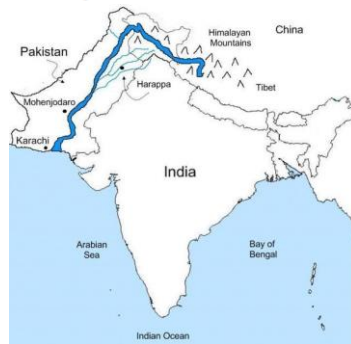 China
Himalayan
Mountains
Pakistan
Tibet
Harappa
Mohenjodaro
Karachi
India
Arabian
Sea
Bay of
Bengal
Indian Ocean